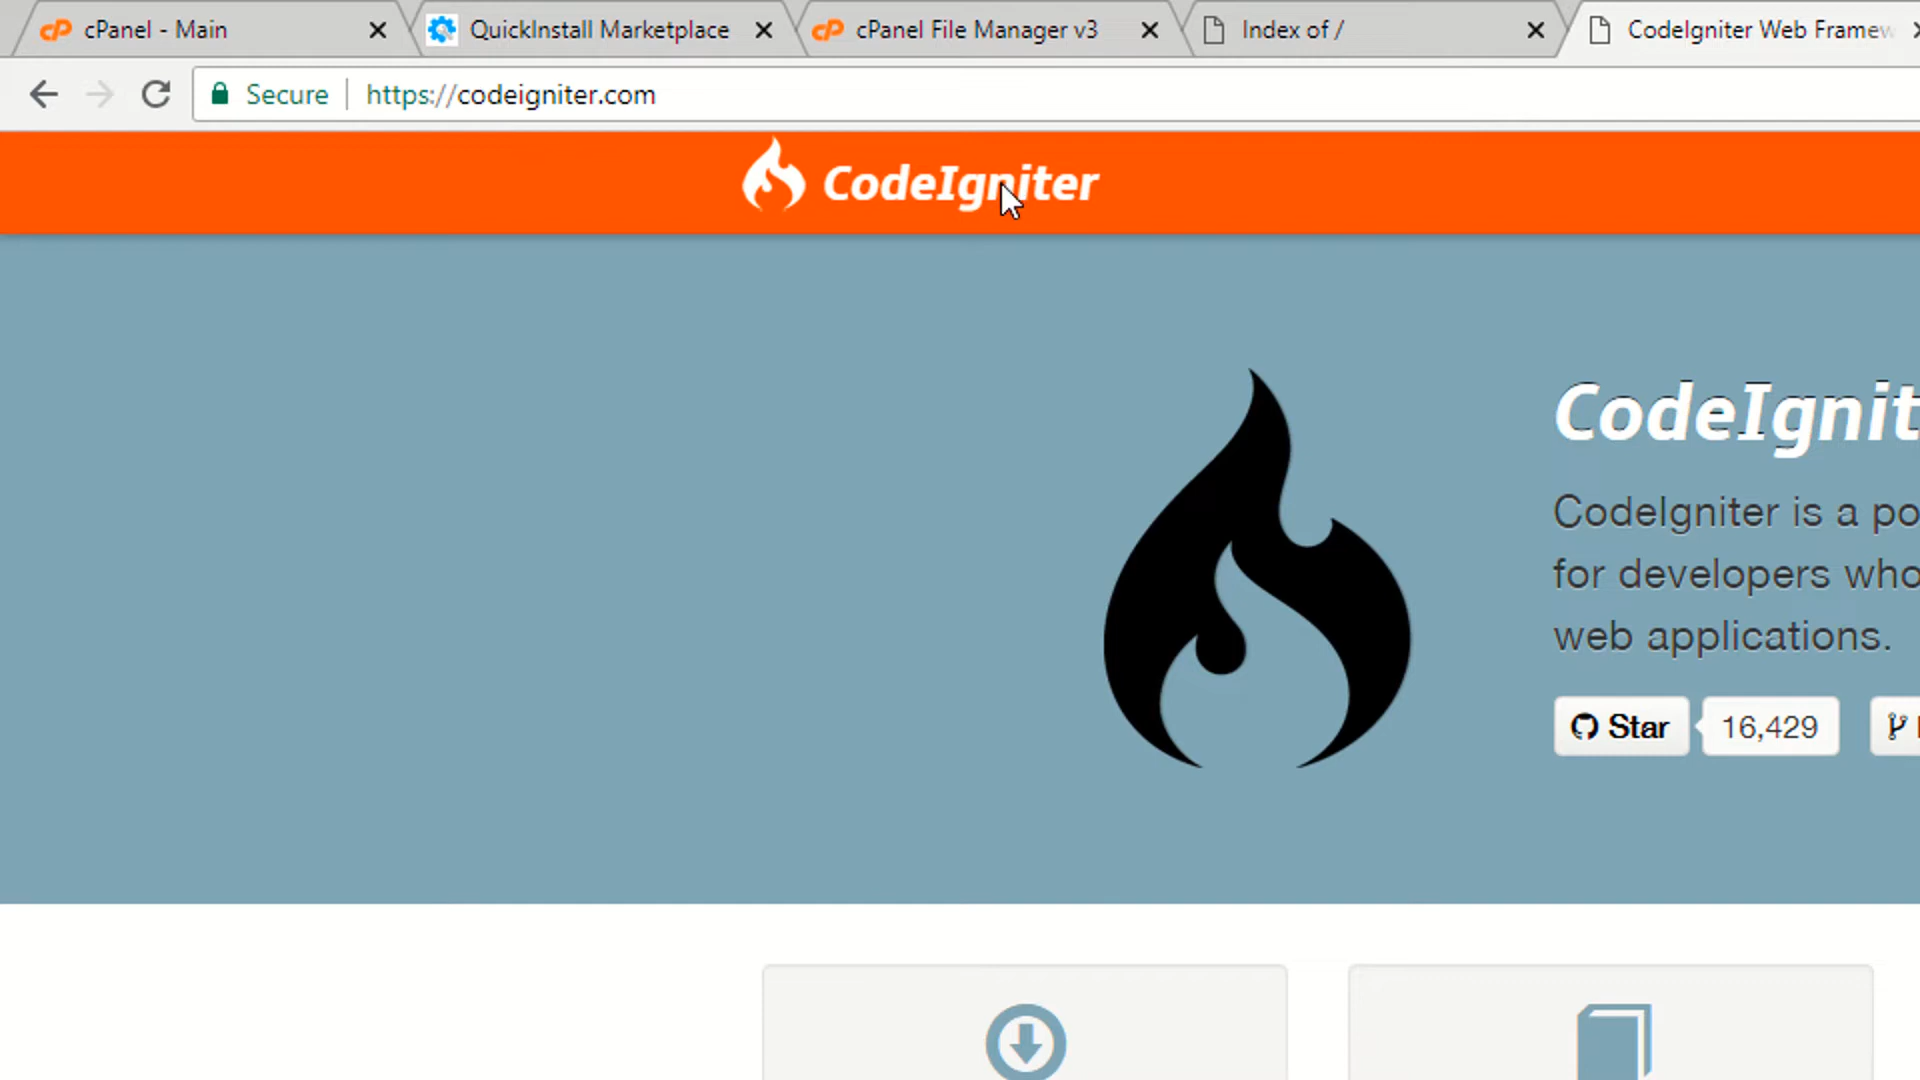 cPanel - Main
QuickInstall Marketplace
cPanel File Manager v3
Index of /
CodeIgniter Web Framew
Secure
https://codeigniter.com
CodeIgniter
CodeIgnit
CodeIgniter is a po
for developers who
web applications.
Star
16,429